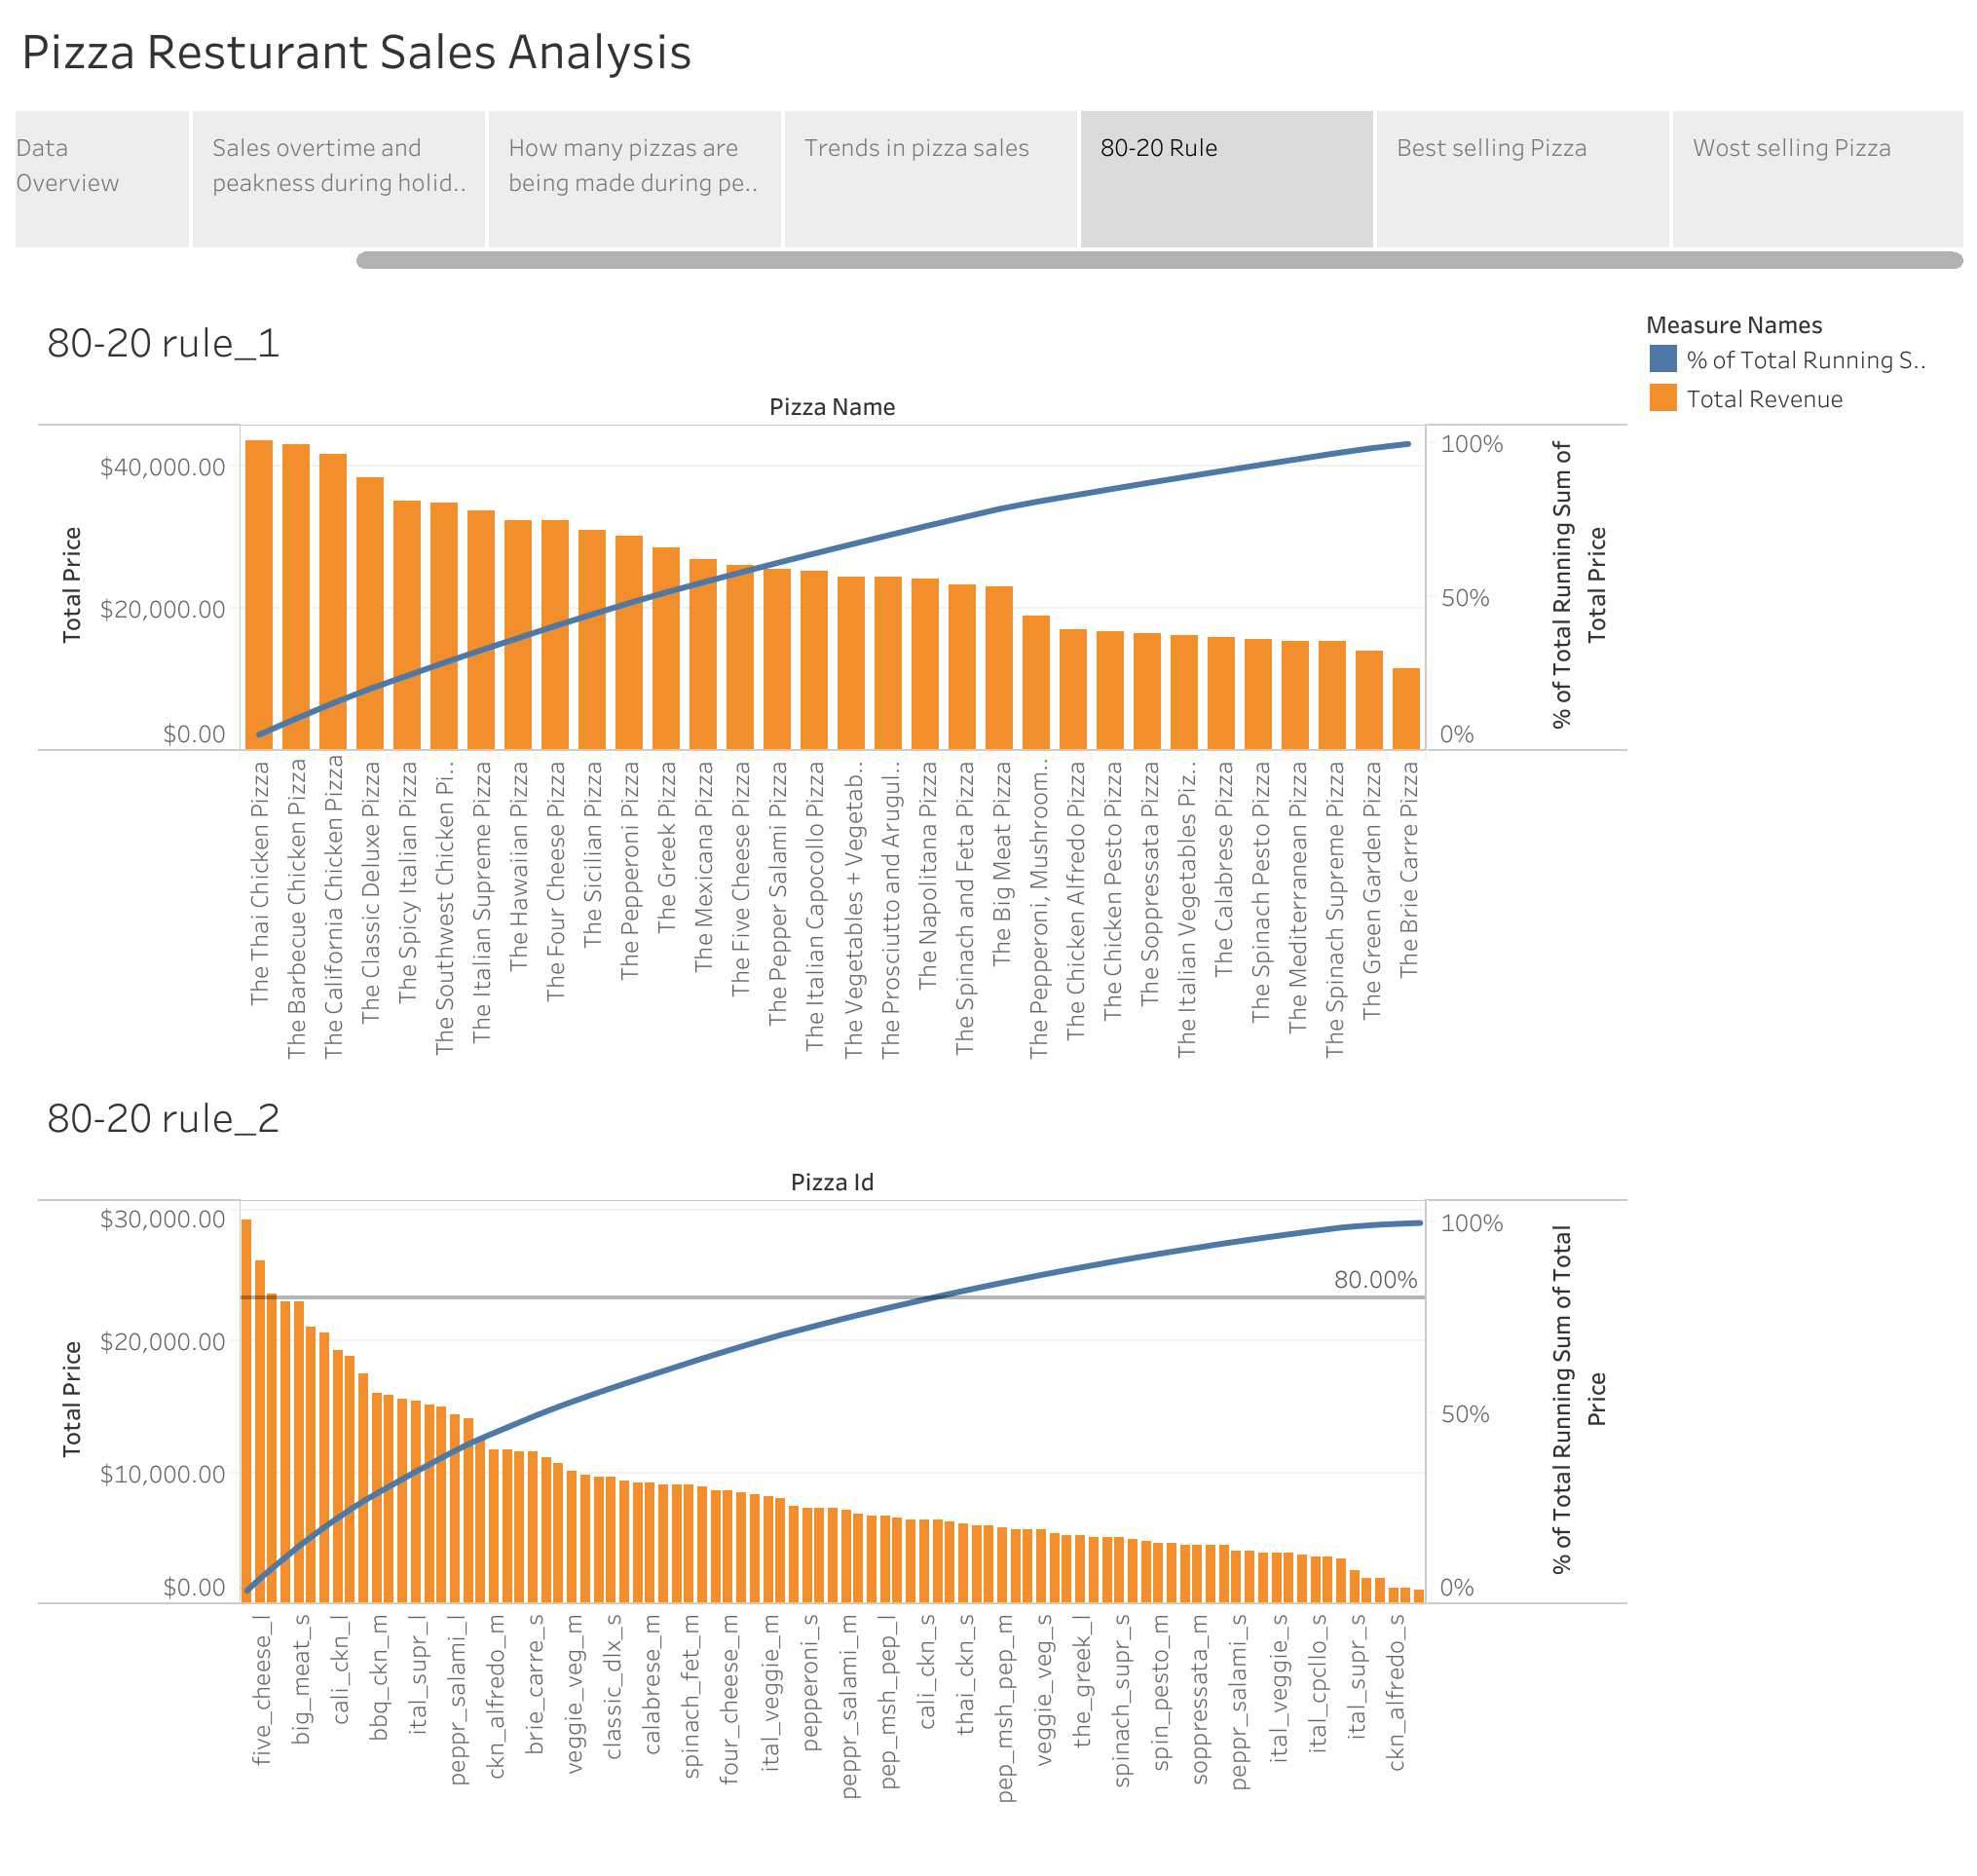 Pizza Resturant Sales Analysis
Data
Overview
Sales overtime and
peakness during holid..
How many pizzas are
being made during pe..
Trends in pizza sales
80-20 Rule
Best selling Pizza
Wost selling Pizza
80-20 rule_1
Measure Names
% of Total Running S..
Total Revenue
Pizza Name
Total Price
$40,000.00
$20,000.00
$0.00
100%
50%
0%
% of Total Running Sum of
Total Price
The Thai Chicken Pizza
The Barbecue Chicken Pizza
The California Chicken Pizza
The Classic Deluxe Pizza
The Spicy Italian Pizza
The Southwest Chicken Pi..
The Italian Supreme Pizza
The Hawaiian Pizza
The Four Cheese Pizza
The Sicilian Pizza
The Pepperoni Pizza
The Greek Pizza
The Mexicana Pizza
The Five Cheese Pizza
The Pepper Salami Pizza
The Italian Capocollo Pizza
The Vegetables + Vegetab..
The Prosciutto and Arugul..
The Napolitana Pizza
The Spinach and Feta Pizza
The Big Meat Pizza
The Pepperoni, Mushroom..
The Chicken Alfredo Pizza
The Chicken Pesto Pizza
The Soppressata Pizza
The Italian Vegetables Piz..
The Calabrese Pizza
The Spinach Pesto Pizza
The Mediterranean Pizza
The Spinach Supreme Pizza
The Green Garden Pizza
The Brie Carre Pizza
80-20 rule_2
Pizza Id
Total Price
$30,000.00
$20,000.00
$10,000.00
$0.00
80.00%
100%
50%
0%
% of Total Running Sum of Total
Price
five_cheese_l
big_meat_s
cali_ckn_l
bbq_ckn_m
ital_supr_l
peppr_salami_l
ckn_alfredo_m
brie_carre_s
veggie_veg_m
classic_dlx_s
calabrese_m
spinach_fet_m
four_cheese_m
ital_veggie_m
pepperoni_s
peppr_salami_m
pep_msh_pep_l
cali_ckn_s
thai_ckn_s
pep_msh_pep_m
veggie_veg_s
the_greek_l
spinach_supr_s
spin_pesto_m
soppressata_m
peppr_salami_s
ital_veggie_s
ital_cpcllo_s
ital_supr_s
ckn_alfredo_s